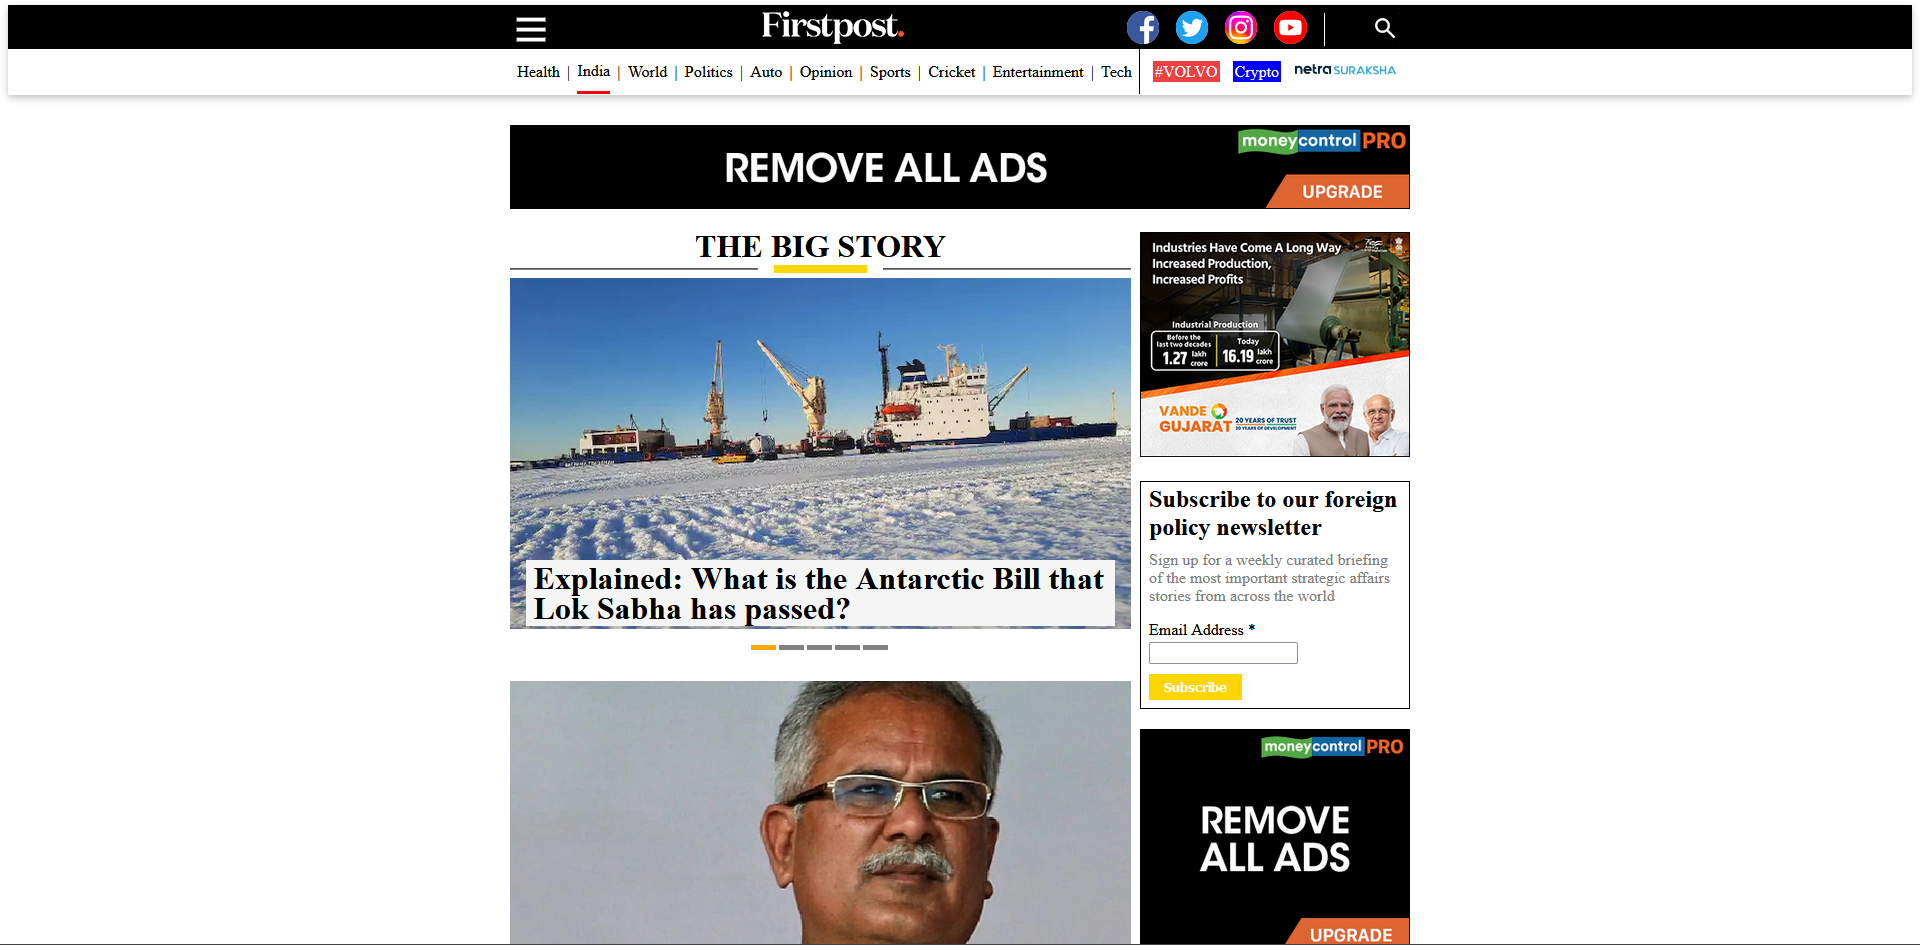 Firstpost.
Health | India | World | Politics | Auto | Opinion | Sports | Cricket | Entertainment | Tech
#VOLVO Crypto netra SURAKSHA
REMOVE ALL ADS
moneycontrol PRO
UPGRADE
THE BIG STORY
Explained: What is the Antarctic Bill that
Lok Sabha has passed?
Industries Have Come A Long Way
Increased Production,
Increased Profits
Industrial Production
Before the
last two decades
1.27 lakh
crore
Today
16.19 lakh
crore
VANDE
GUJARAT
20 YEARS OF TRUST
20 YEARS OF DEVELOPMENT
Subscribe to our foreign
policy newsletter
Sign up for a weekly curated briefing
of the most important strategic affairs
stories from across the world
Email Address *
Subscribe
moneycontrol PRO
REMOVE
ALL ADS
UPGRADE